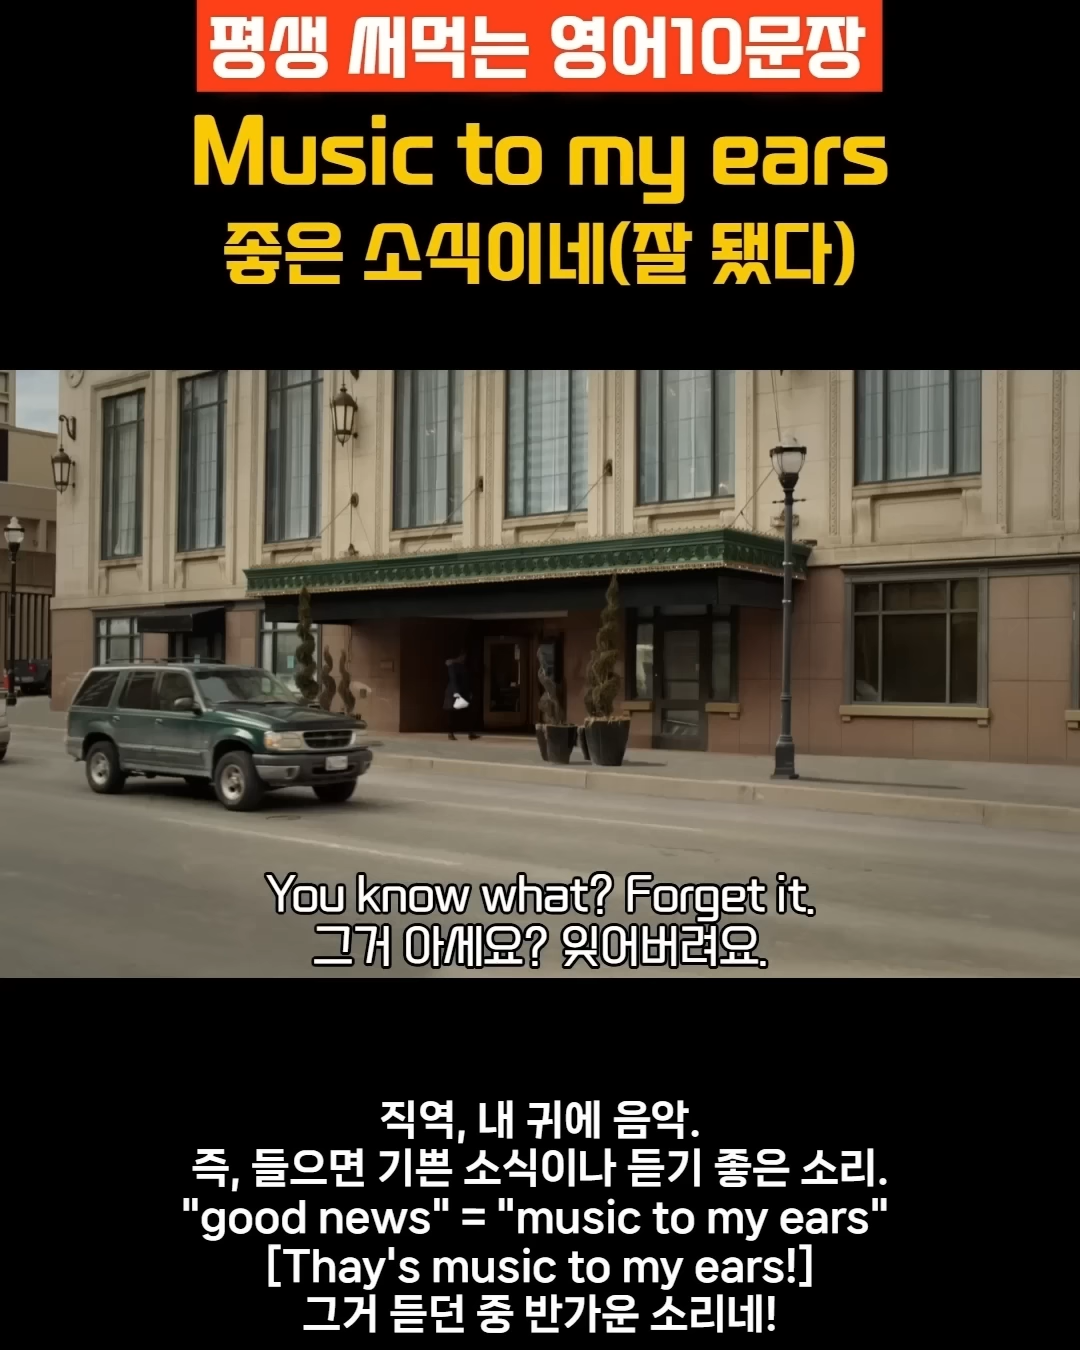 평생 써먹는 영어10문장
Music to my ears
좋은 소식이네(잘 됐다)
You know what? Forget it.
그거 아세요? 잊어버려요.
직역, 내 귀에 음악.
즉, 들으면 기쁜 소식이나 듣기 좋은 소리.
"good news" = "music to my ears"
[Thay's music to my ears!]
그거 듣던 중 반가운 소리네!